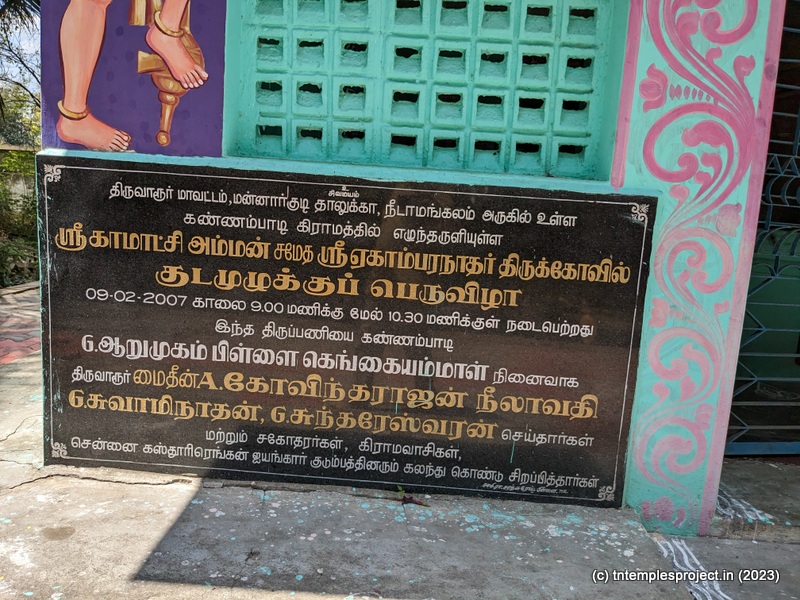 உ
சிவமயம்
திருவாரூர் மாவட்டம், மன்னார்குடி தாலுக்கா, நீடாமங்கலம் அருகில் உள்ள
கண்ணம்பாடி கிராமத்தில் எழுந்தருளியுள்ள
ஸ்ரீகாமாட்சி அம்மன் சமேத ஸ்ரீஏகாம்பரநாதர் திருக்கோவில்
குடமுழுக்குப் பெருவிழா
09-02-2007 காலை 9.00 மணிக்கு மேல் 10.30 மணிக்குள் நடைபெற்றது
இந்த திருப்பணியை கண்ணம்பாடி
G.ஆறுமுகம் பிள்ளை கெங்கையம்மாள் நினைவாக
திருவாரூர் மைதீன் A.கோவிந்தராஜன் நீலாவதி
G.சுவாமிநாதன், G.சுந்தரேஸ்வரன் செய்தார்கள்
மற்றும் சகோதரர்கள், கிராமவாசிகள்,
சென்னை கஸ்தூரிரெங்கன் ஐயங்கார் குடும்பத்தினரும் கலந்து கொண்டு சிறப்பித்தார்கள்
(c) tntemplesproject.in (2023)